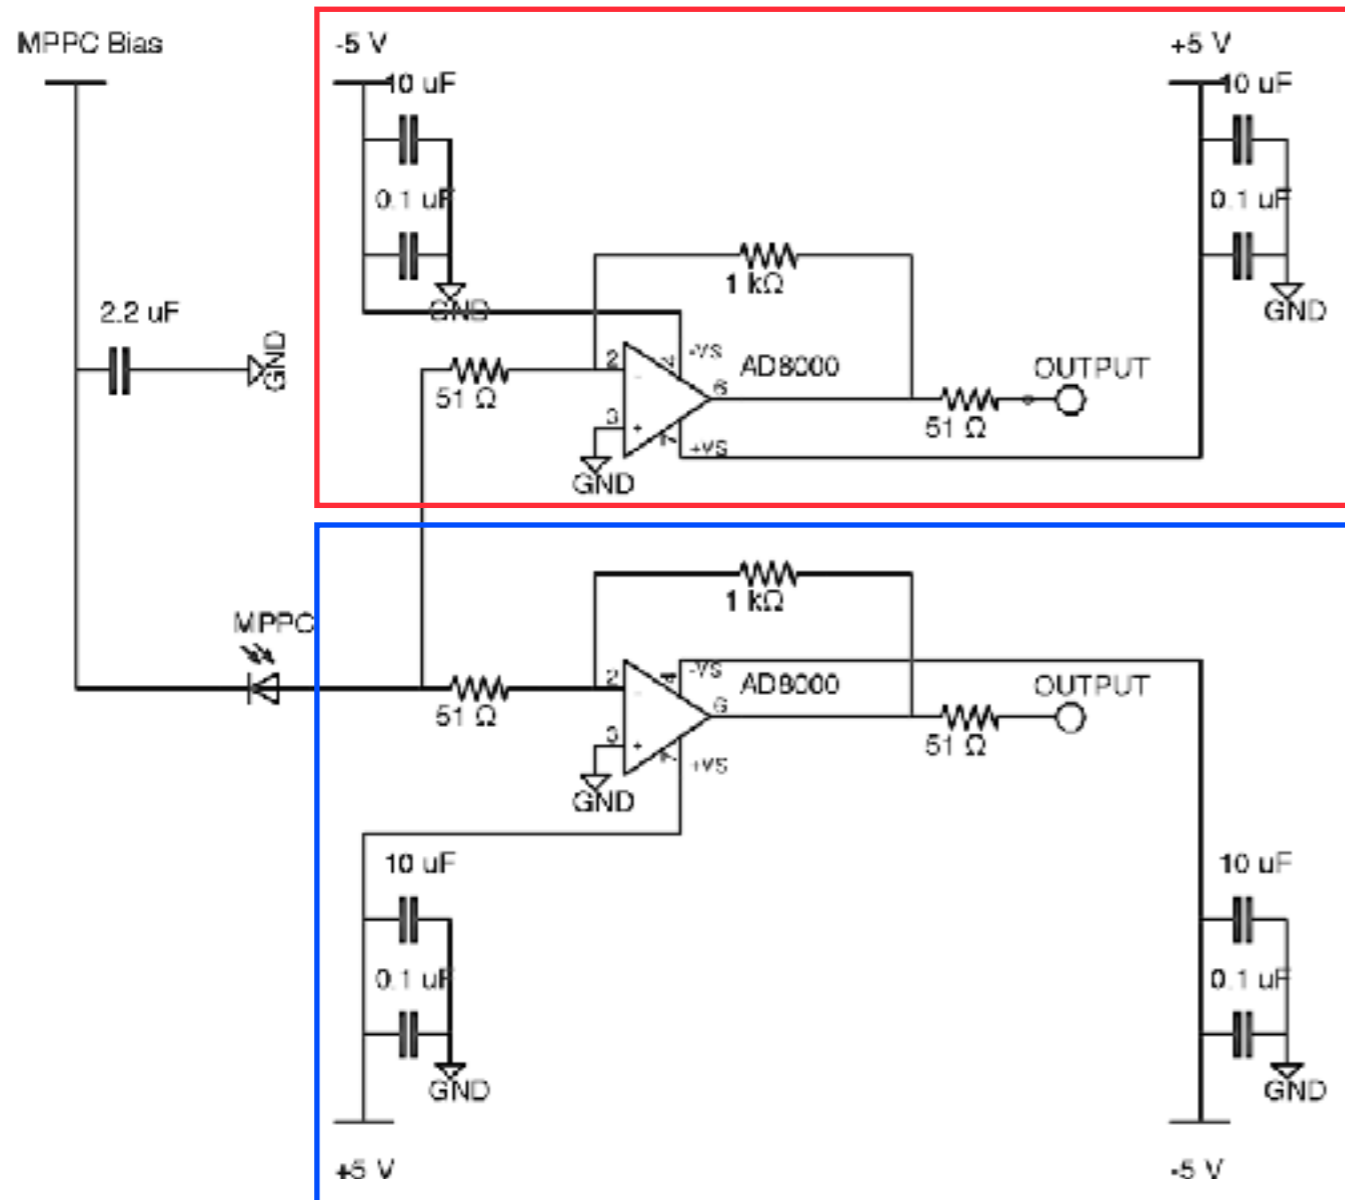 MPPC Bias
-5 V
+5 V
10 uF
10 uF
0.1 uF
0.1 uF
1 kΩ
2.2 uF
GND
GND
GND
GND
51 Ω
2
-
4
-VS
AD8000
6
OUTPUT
51 Ω
3
+
+VS
GND
1 kΩ
MPPC
51 Ω
2
-
4
-VS
AD8000
6
OUTPUT
51 Ω
3
+
+VS
GND
10 uF
10 uF
0.1 uF
0.1 uF
GND
GND
+5 V
-5 V